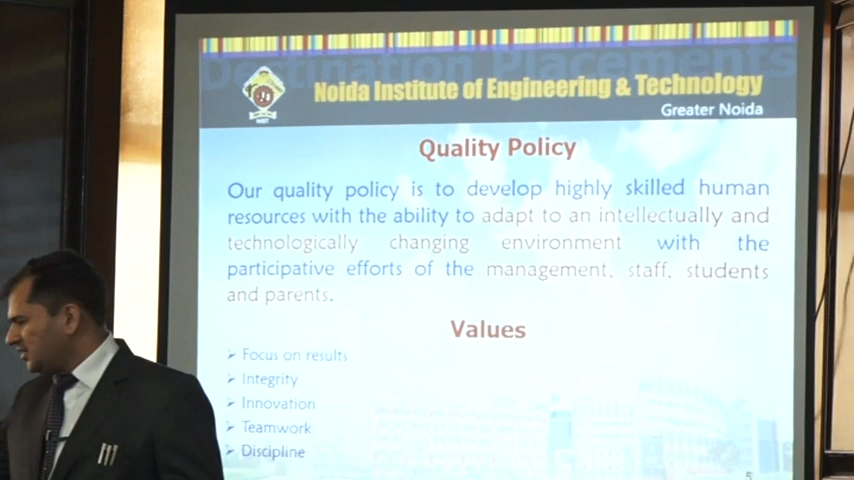 Destination Placements
Noida Institute of Engineering & Technology
Greater Noida
NIET
Quality Policy
Our quality policy is to develop highly skilled human
resources with the ability to adapt to an intellectually and
technologically changing environment with the
participative efforts of the management, staff, students
and parents.
Values
➢ Focus on results
➢ Integrity
➢ Innovation
➢ Teamwork
➢ Discipline
5